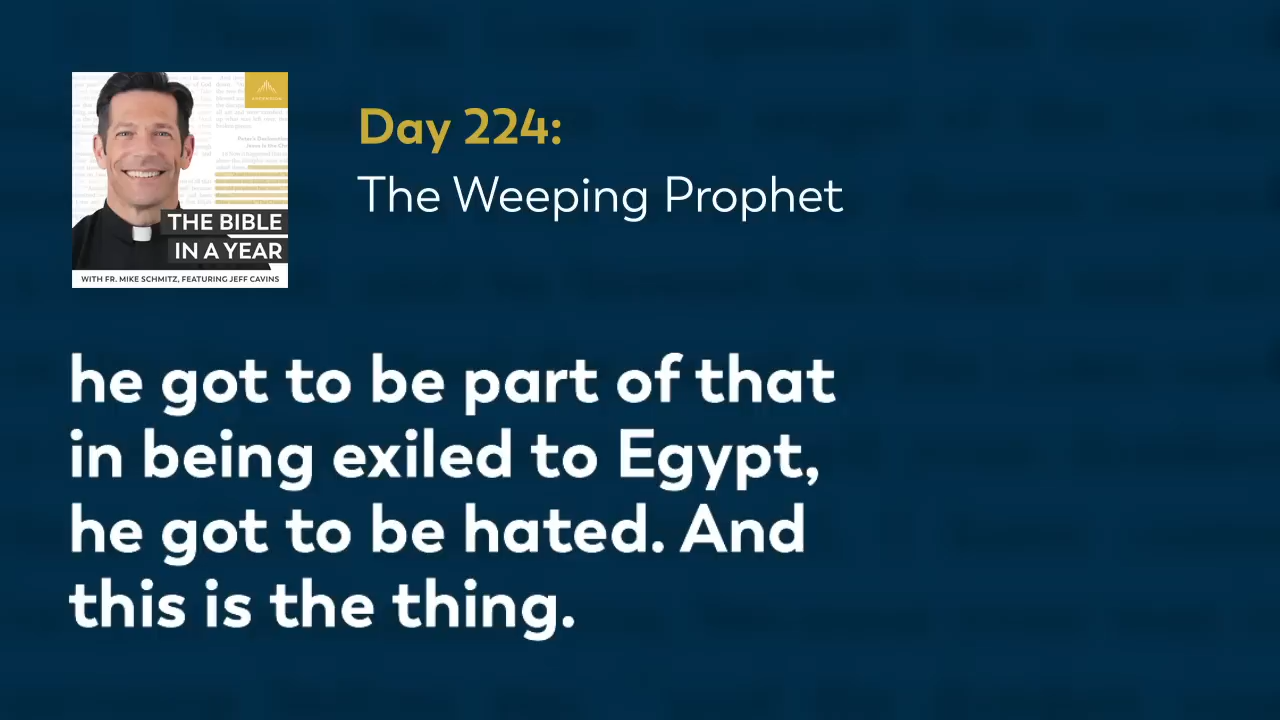 Day 224:
The Weeping Prophet
THE BIBLE
IN A YEAR
WITH FR. MIKE SCHMITZ, FEATURING JEFF CAVINS
he got to be part of that
in being exiled to Egypt,
he got to be hated. And
this is the thing.